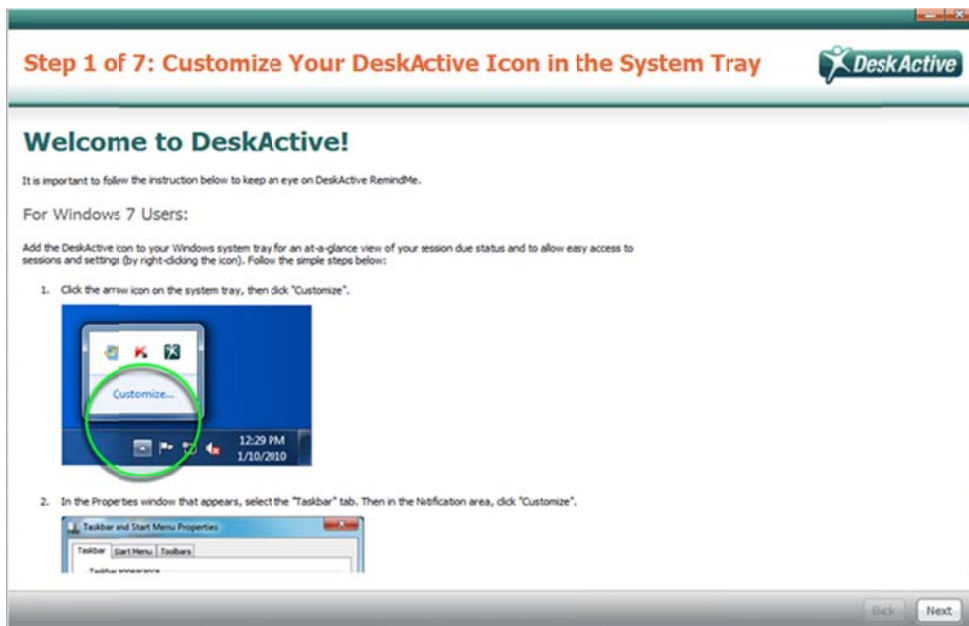 Step 1 of 7: Customize Your DeskActive Icon in the System Tray
DeskActive
Welcome to DeskActive!
It is important to follow the instruction below to keep an eye on DeskActive RemindMe.
For Windows 7 Users:
Add the DeskActive icon to your Windows system tray for an at-a-glance view of your session due status and to allow easy access to
sessions and settings (by right-clicking the icon). Follow the simple steps below:
1. Click the arrow icon on the system tray, then click "Customize".
Customize...
12:29 PM
1/10/2010
2. In the Properties window that appears, select the "Taskbar" tab. Then in the Notification area, click "Customize".
Taskbar and Start Menu Properties
Taskbar Start Menu Toolbars
Taskbar appearance
Back Next